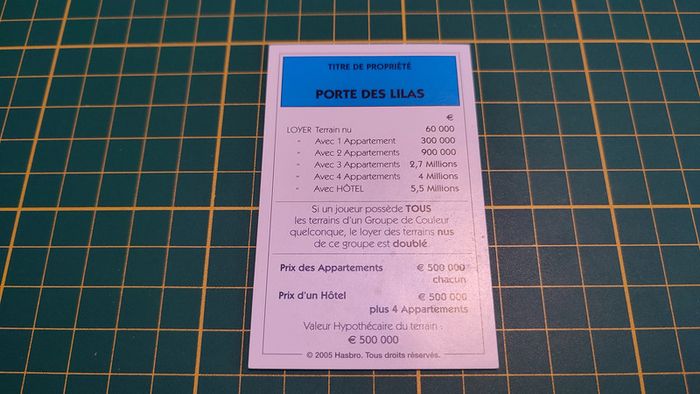 TITRE DE PROPRIÉTÉ
PORTE DES LILAS
€
LOYER Terrain nu 60 000
" Avec 1 Appartement 300 000
" Avec 2 Appartements 900 000
" Avec 3 Appartements 2,7 Millions
" Avec 4 Appartements 4 Millions
" Avec HÔTEL 5,5 Millions
Si un joueur possède TOUS
les terrains d'un Groupe de Couleur
quelconque, le loyer des terrains nus
de ce groupe est doublé.
Prix des Appartements € 500 000
chacun
Prix d'un Hôtel € 500 000
plus 4 Appartements
Valeur Hypothécaire du terrain :
€ 500 000
© 2005 Hasbro. Tous droits réservés.